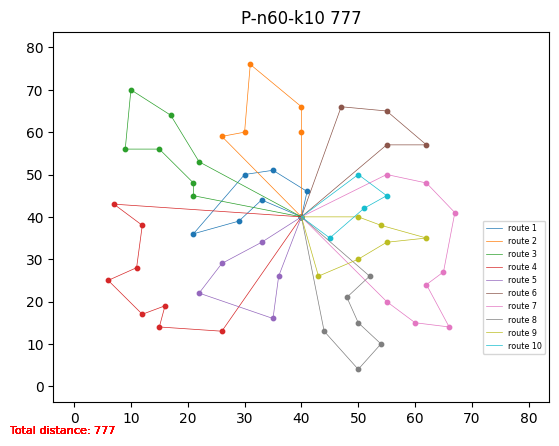 P-n60-k10 777
80
70
60
50
40
30
20
10
0
route 1
route 2
route 3
route 4
route 5
route 6
route 7
route 8
route 9
route 10
0 10 20 30 40 50 60 70 80
Total distance: 777